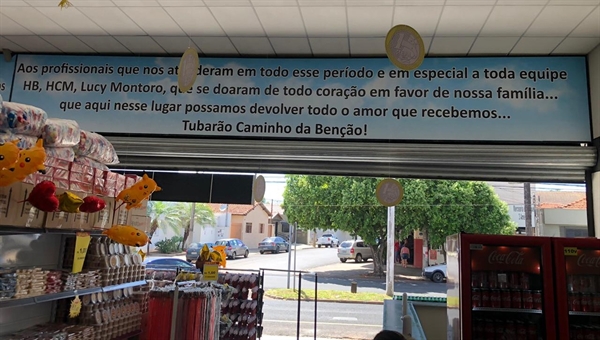 Aos profissionais que nos atenderam em todo esse período e em especial a toda equipe
HB, HCM, Lucy Montoro, que se doaram de todo coração em favor de nossa família...
que aqui nesse lugar possamos devolver todo o amor que recebemos...
Tubarão Caminho da Benção!
Coca-Cola